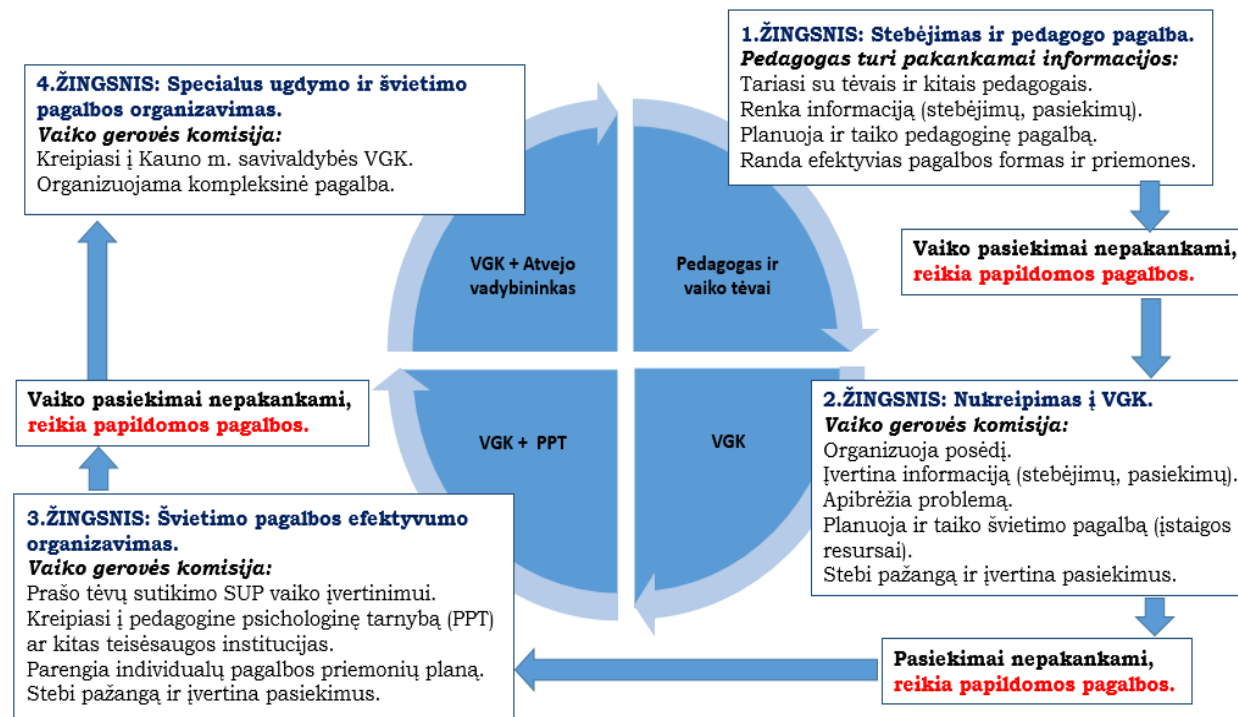 1.ŽINGSNIS: Stebėjimas ir pedagogo pagalba.
Pedagogas turi pakankamai informacijos:
Tariasi su tėvais ir kitais pedagogais.
Renka informaciją (stebėjimų, pasiekimų).
Planuoja ir taiko pedagoginę pagalbą.
Randa efektyvias pagalbos formas ir priemones.
Vaiko pasiekimai nepakankami,
reikia papildomos pagalbos.
2.ŽINGSNIS: Nukreipimas į VGK.
Vaiko gerovės komisija:
Organizuoja posėdį.
Įvertina informaciją (stebėjimų, pasiekimų).
Apibrėžia problemą.
Planuoja ir taiko švietimo pagalbą (įstaigos
resursai).
Stebi pažangą ir įvertina pasiekimus.
Pasiekimai nepakankami,
reikia papildomos pagalbos.
3.ŽINGSNIS: Švietimo pagalbos efektyvumo
organizavimas.
Vaiko gerovės komisija:
Prašo tėvų sutikimo SUP vaiko įvertinimui.
Kreipiasi į pedagogine psichologinę tarnybą (PPT)
ar kitas teisėsaugos institucijas.
Parengia individualų pagalbos priemonių planą.
Stebi pažangą ir įvertina pasiekimus.
Vaiko pasiekimai nepakankami,
reikia papildomos pagalbos.
4.ŽINGSNIS: Specialus ugdymo ir švietimo
pagalbos organizavimas.
Vaiko gerovės komisija:
Kreipiasi į Kauno m. savivaldybės VGK.
Organizuojama kompleksinė pagalba.
VGK + Atvejo
vadybininkas
Pedagogas ir
vaiko tėvai
VGK + PPT
VGK